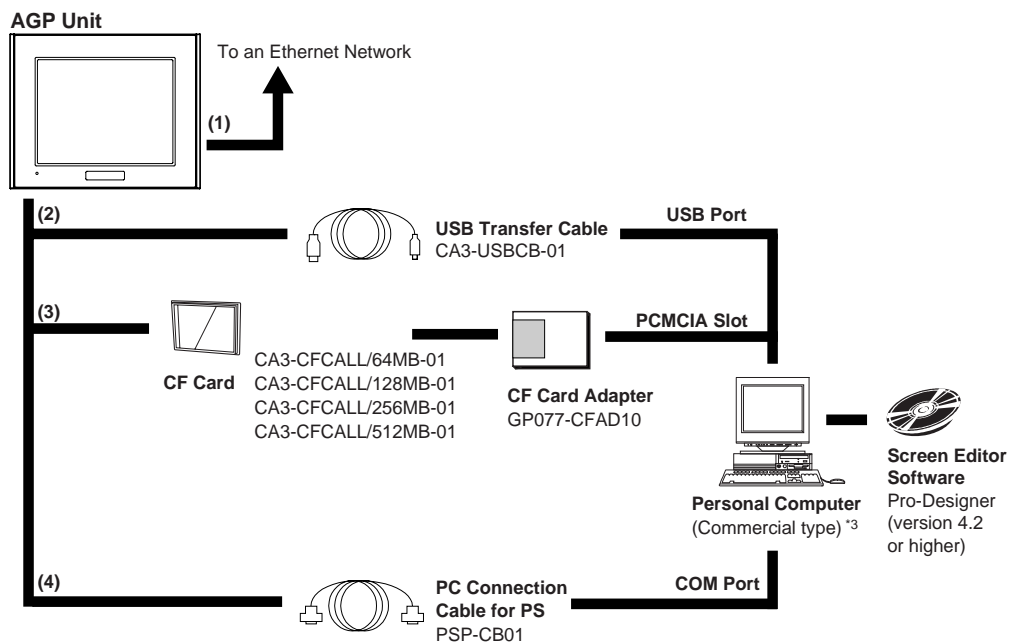 AGP Unit
To an Ethernet Network
(1)
(2)
USB Transfer Cable
CA3-USBCB-01
USB Port
(3)
CF Card
CA3-CFCALL/64MB-01
CA3-CFCALL/128MB-01
CA3-CFCALL/256MB-01
CA3-CFCALL/512MB-01
CF Card Adapter
GP077-CFAD10
PCMCIA Slot
Personal Computer
(Commercial type) *3
Screen Editor
Software
Pro-Designer
(version 4.2
or higher)
(4)
PC Connection
Cable for PS
PSP-CB01
COM Port